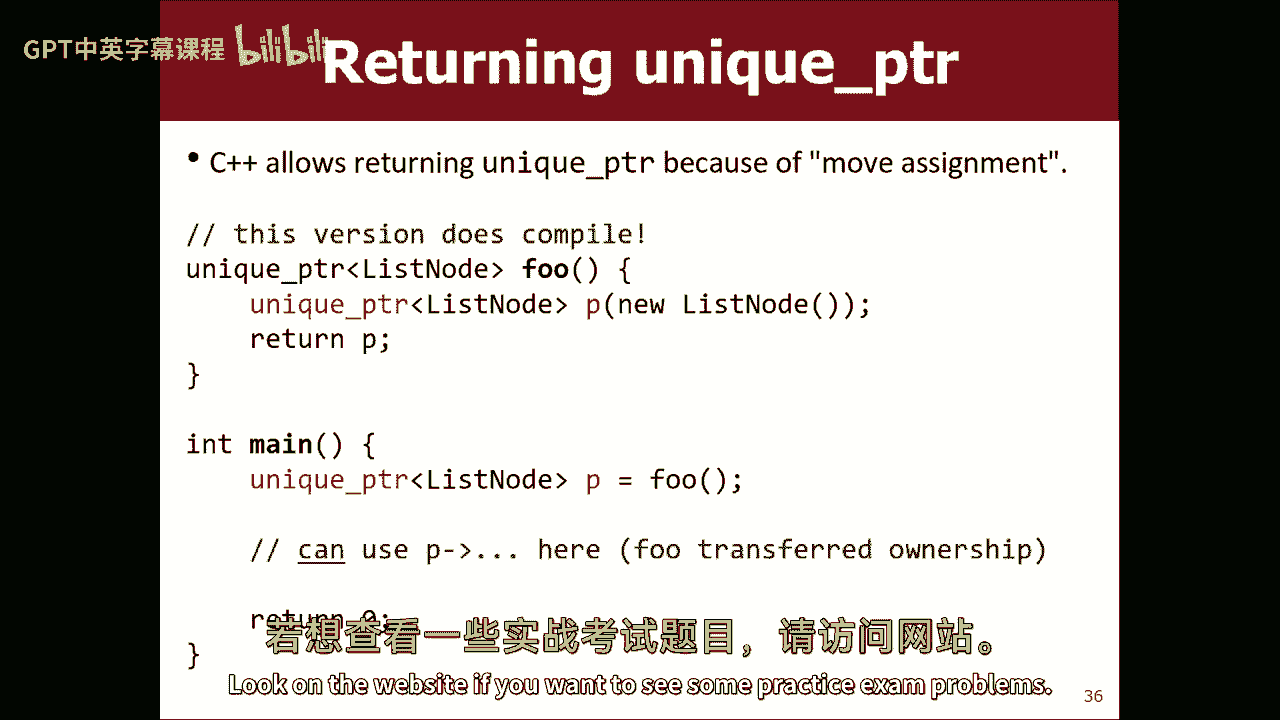 GPT中英字幕课程 bilibili
Returning unique_ptr
• C++ allows returning unique_ptr because of "move assignment".
// this version does compile!
unique_ptr<ListNode> foo() {
    unique_ptr<ListNode> p(new ListNode());
    return p;
}
int main() {
    unique_ptr<ListNode> p = foo();
    // can use p->... here (foo transferred ownership)
    return 0;
若想查看一些实战考试题目，请访问网站。
}
Look on the website if you want to see some practice exam problems.
36